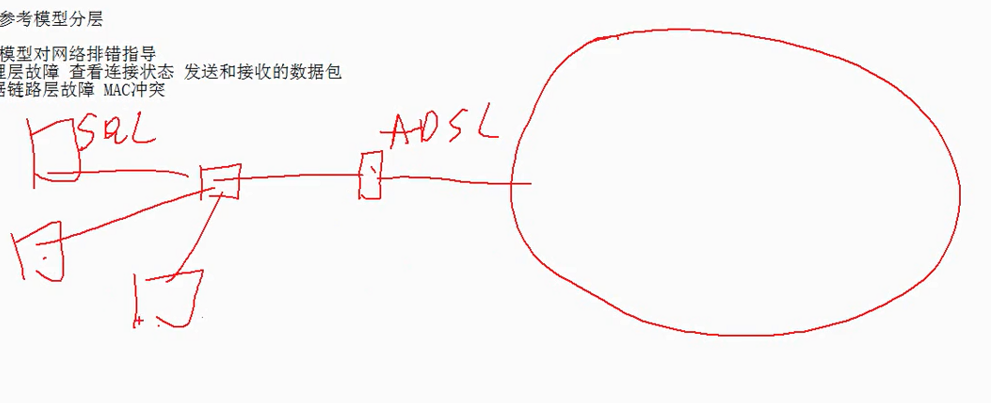 参考模型分层
模型对网络排错指导
理层故障 查看连接状态 发送和接收的数据包
据链路层故障 MAC冲突
SQL
ADSL